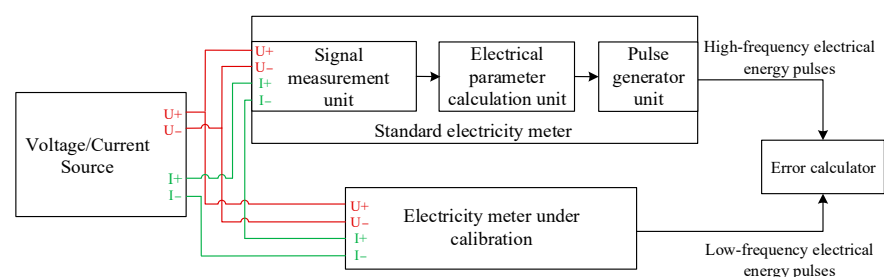 Voltage/Current
Source
U+
U−
I+
I−
U+
U−
I+
I−
Signal
measurement
unit
Electrical
parameter
calculation unit
Pulse
generator
unit
Standard electricity meter
High-frequency electrical
energy pulses
Error calculator
U+
U−
I+
I−
Electricity meter under
calibration
Low-frequency electrical
energy pulses